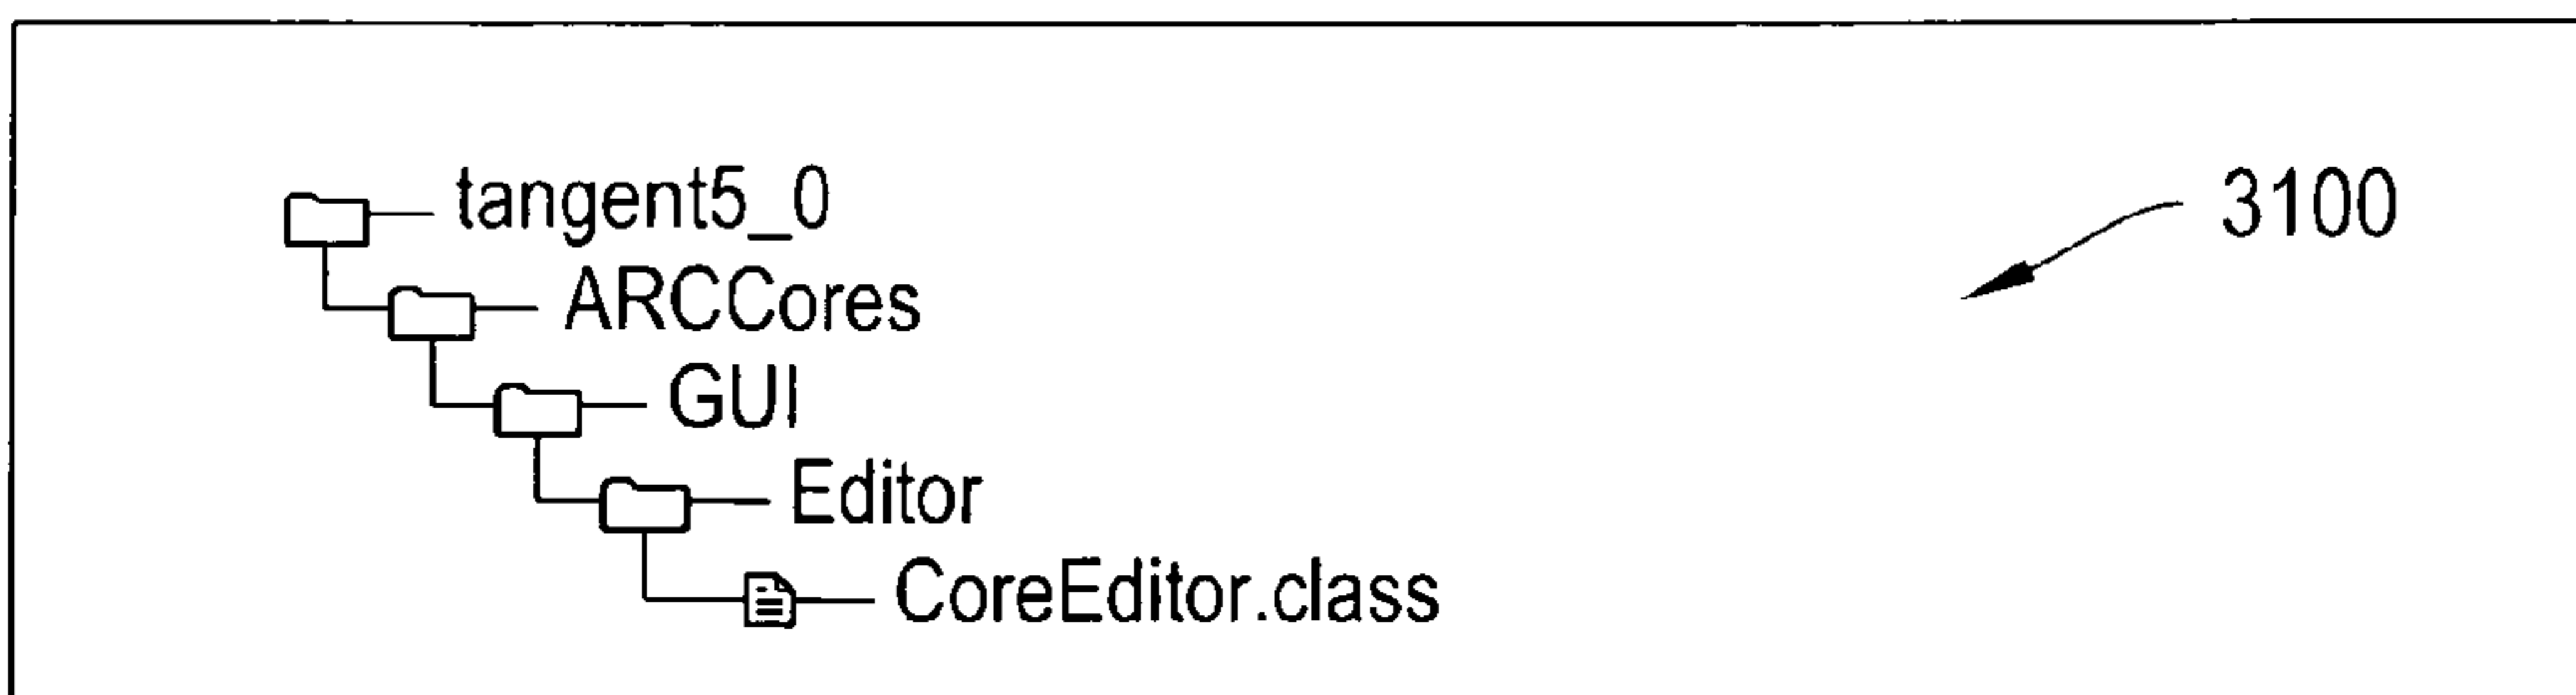 tangent5_0
3100
ARCCores
GUI
Editor
CoreEditor.class